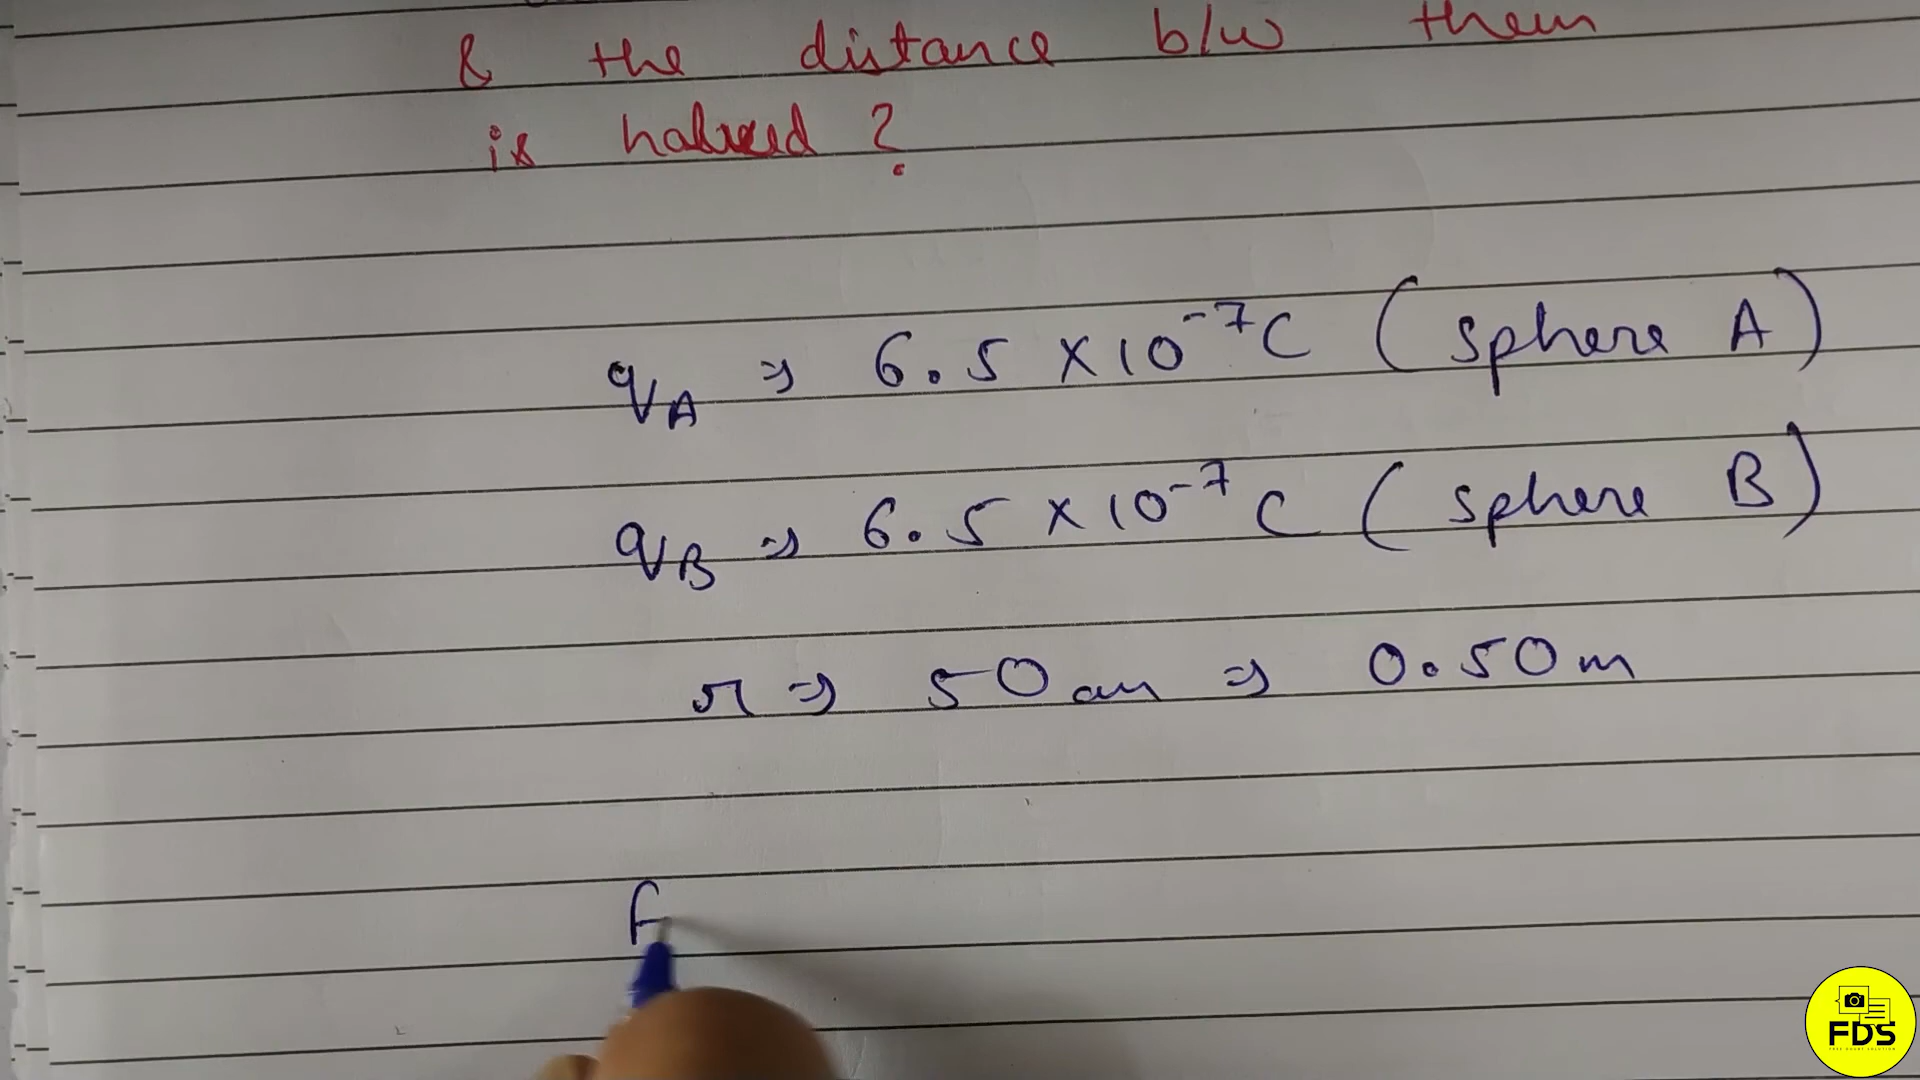 & the distance b/w them
is halved ?
qA ⇒ 6.5 ×10⁻⁷C (sphere A)
qB ⇒ 6.5 ×10⁻⁷ C (sphere B)
r ⇒ 50 cm ⇒ 0.50 m
F
FDS